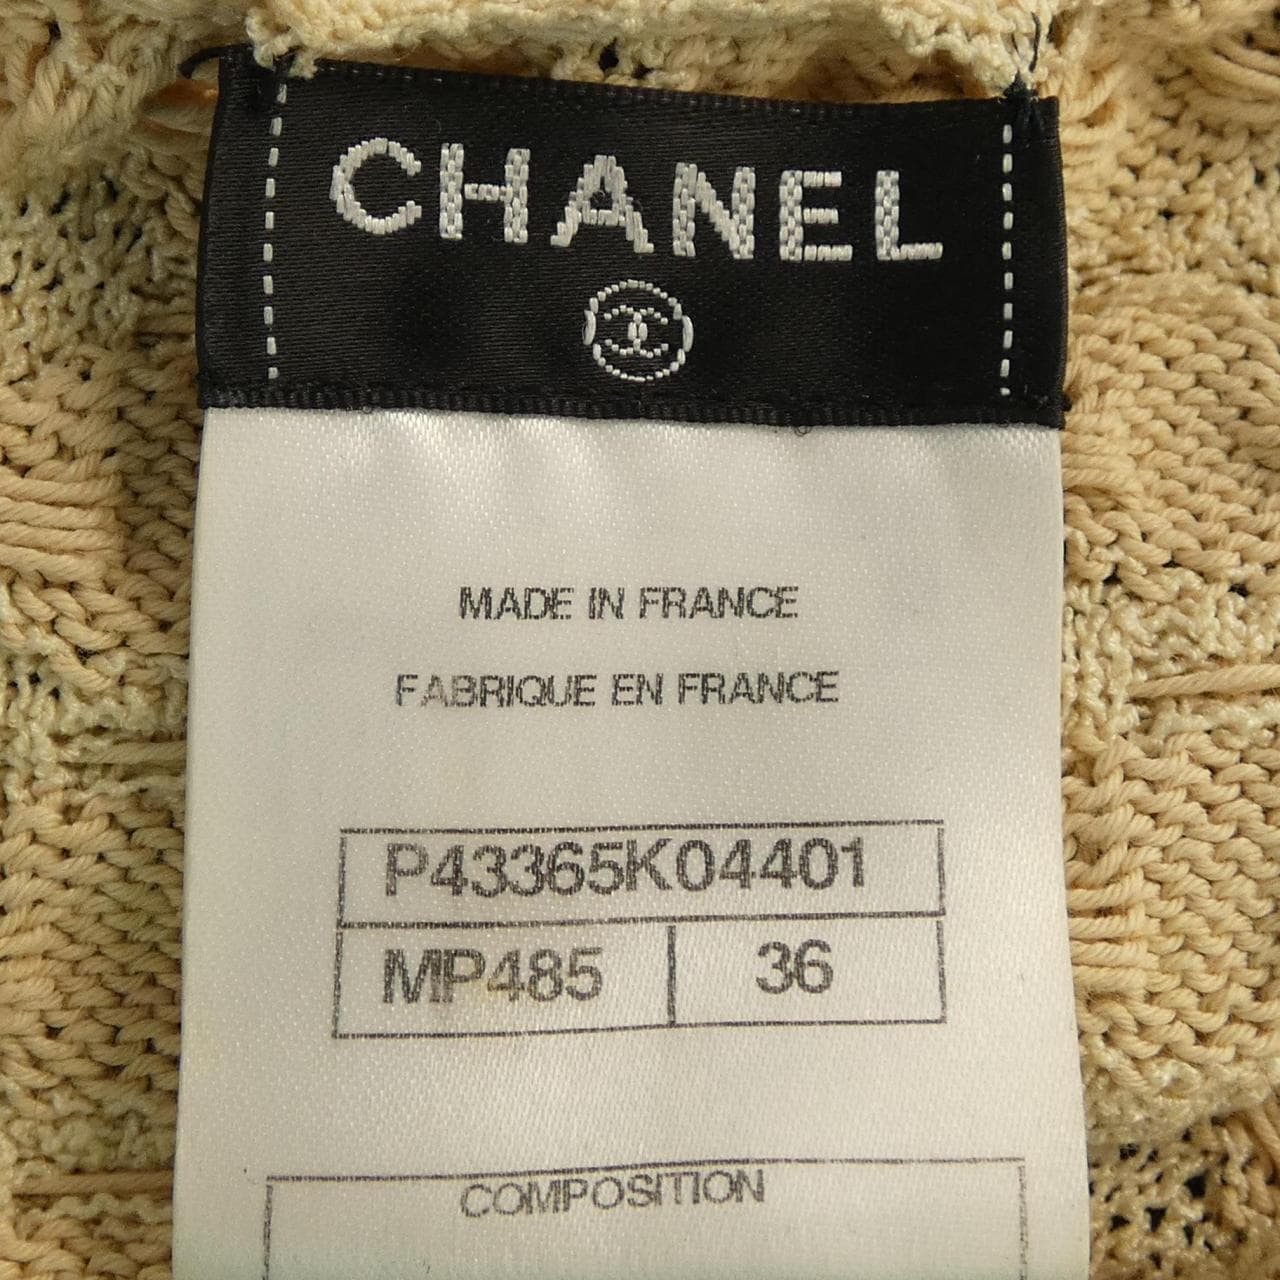 CHANEL
MADE IN FRANCE
FABRIQUE EN FRANCE
P43365K04401
MP485 36
COMPOSITION